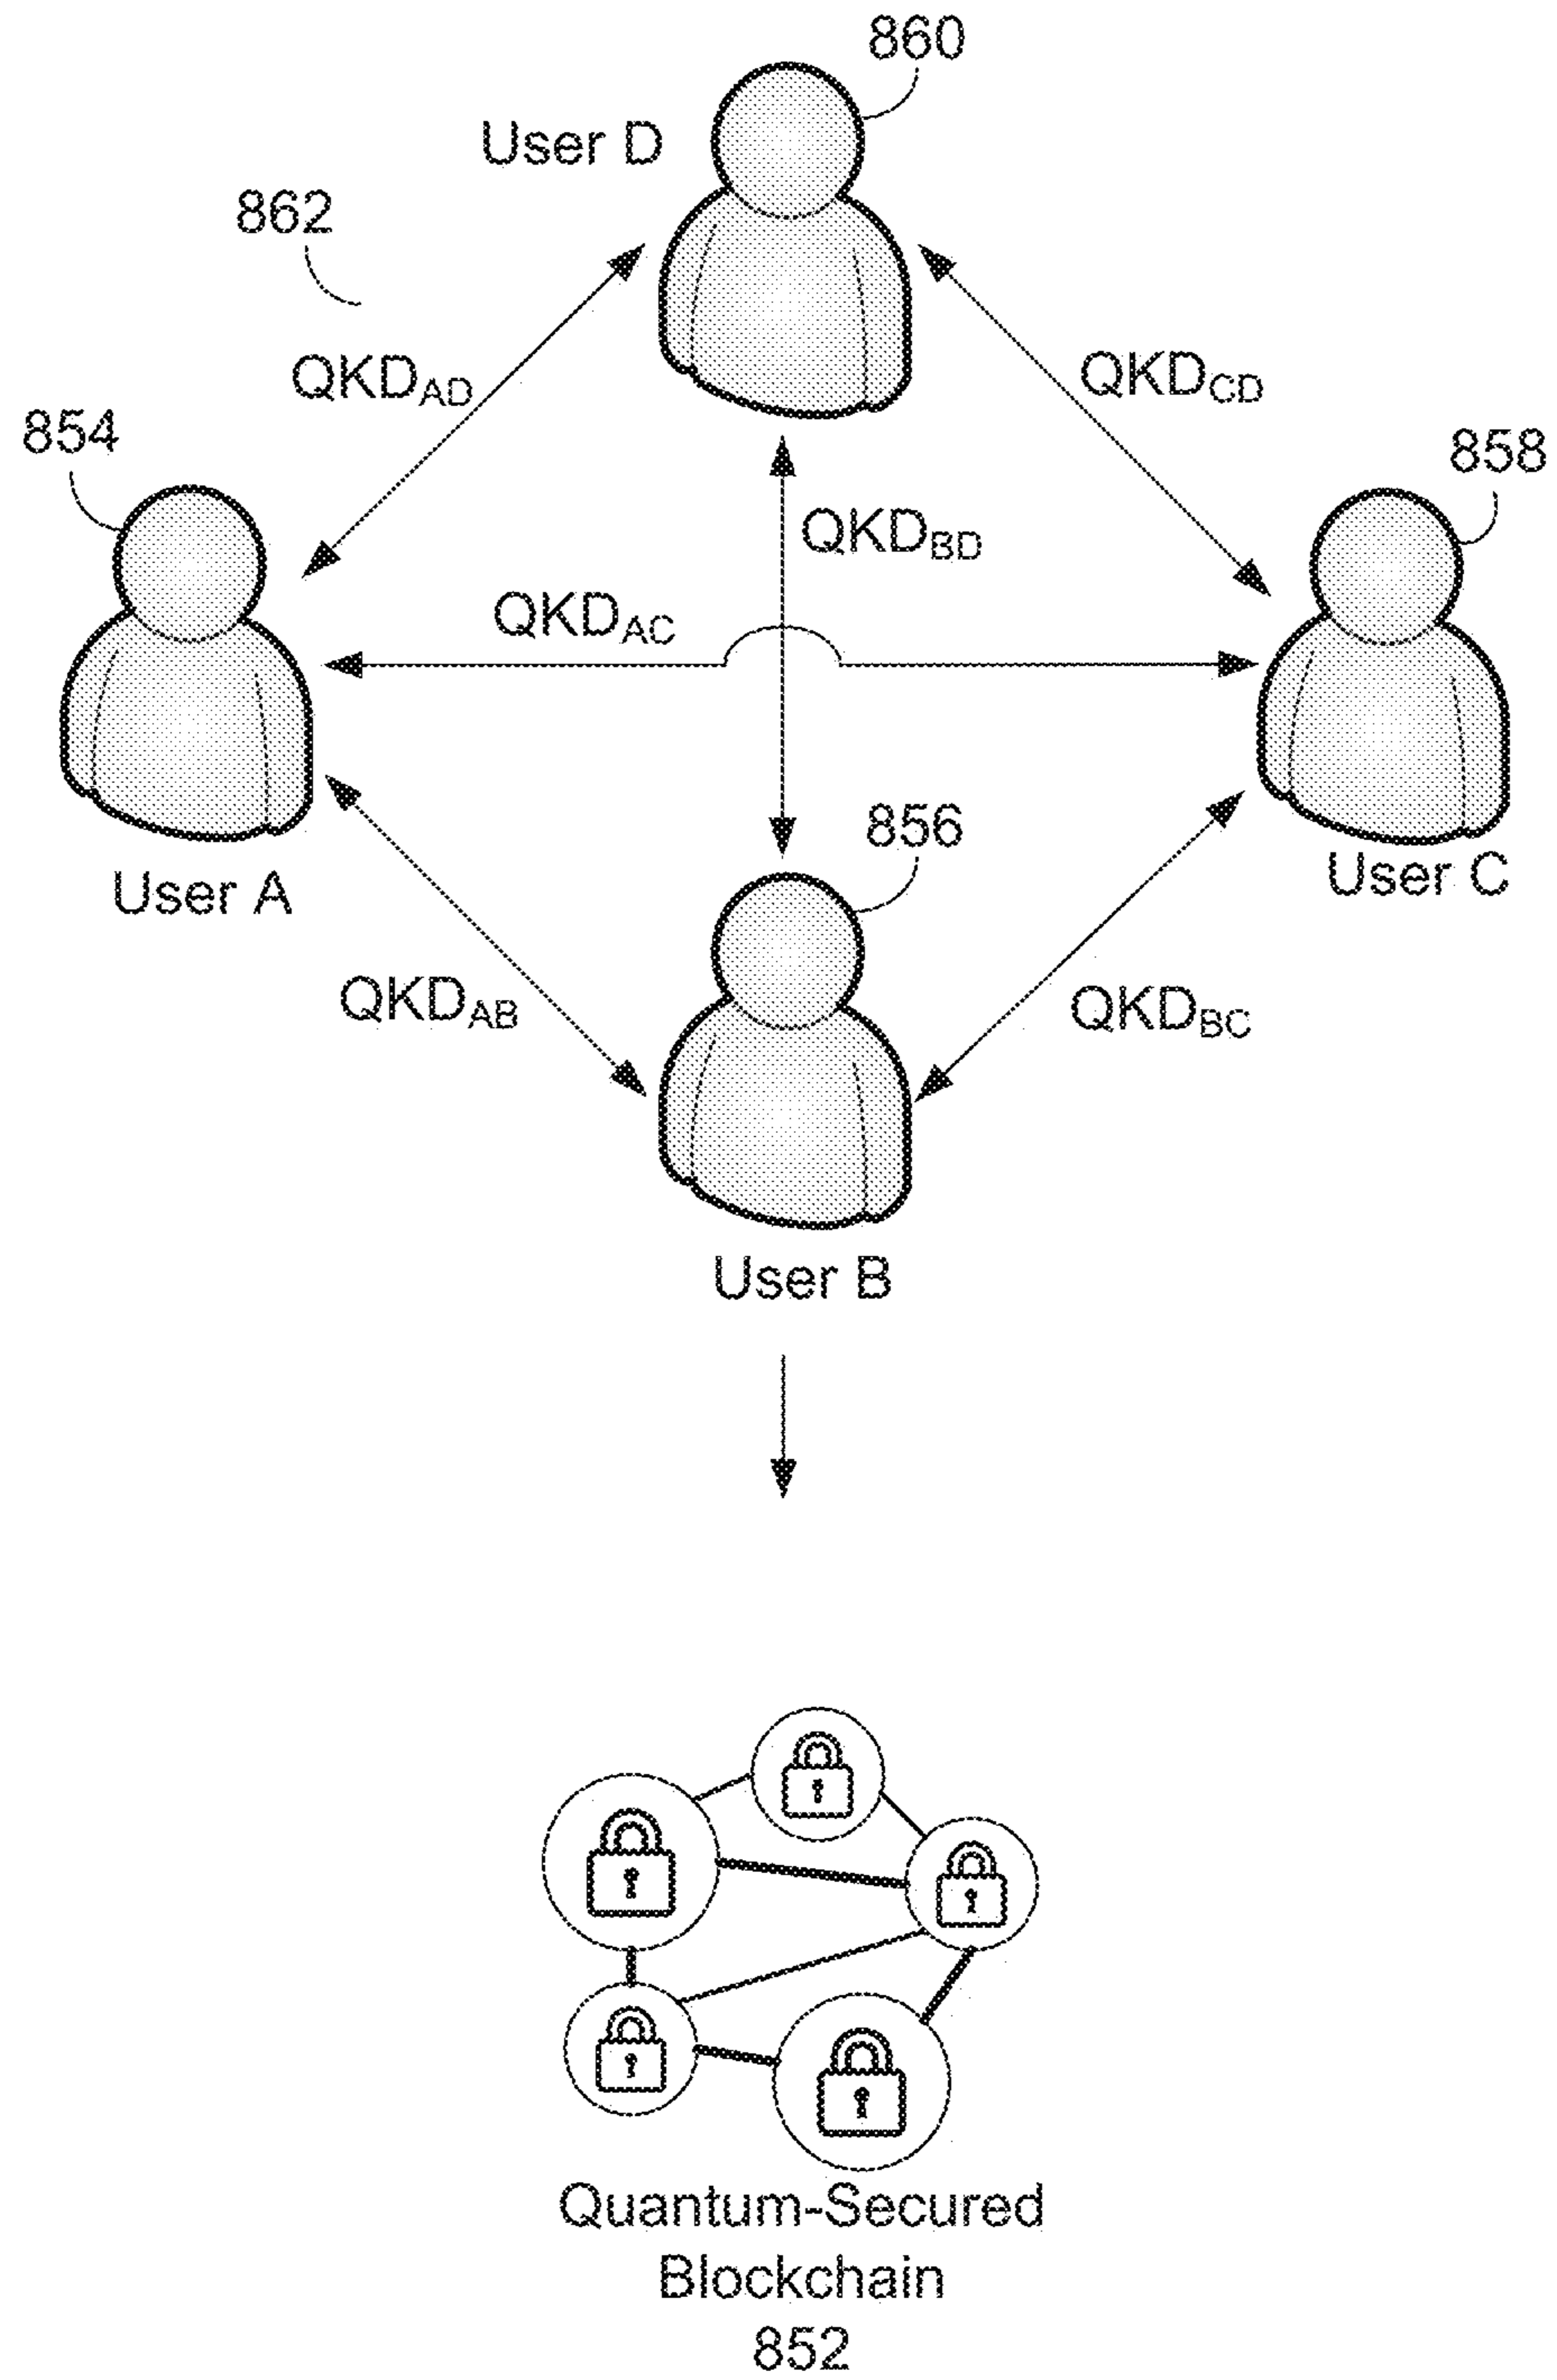 860
User D
862
QKDAD
QKDCD
854
858
QKDBD
QKDAC
856
User A
User C
QKDAB
QKDBC
User B
Quantum-Secured
Blockchain
852